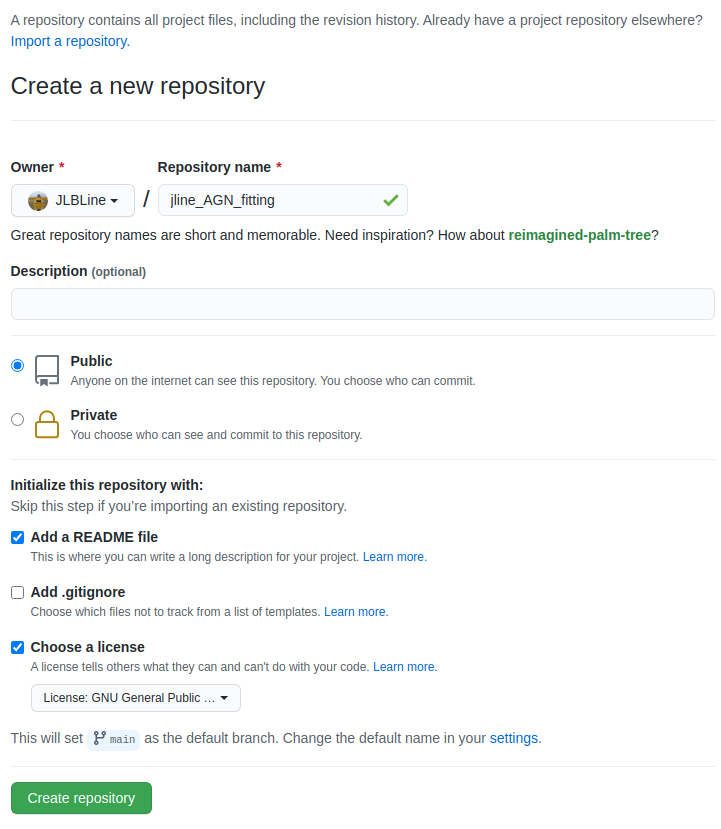 A repository contains all project files, including the revision history. Already have a project repository elsewhere?
Import a repository.
Create a new repository
Owner * Repository name *
JLBLine / jline_AGN_fitting
Great repository names are short and memorable. Need inspiration? How about reimagined-palm-tree?
Description (optional)
Public
Anyone on the internet can see this repository. You choose who can commit.
Private
You choose who can see and commit to this repository.
Initialize this repository with:
Skip this step if you’re importing an existing repository.
Add a README file
This is where you can write a long description for your project. Learn more.
Add .gitignore
Choose which files not to track from a list of templates. Learn more.
Choose a license
A license tells others what they can and can't do with your code. Learn more.
License: GNU General Public ...
This will set main as the default branch. Change the default name in your settings.
Create repository